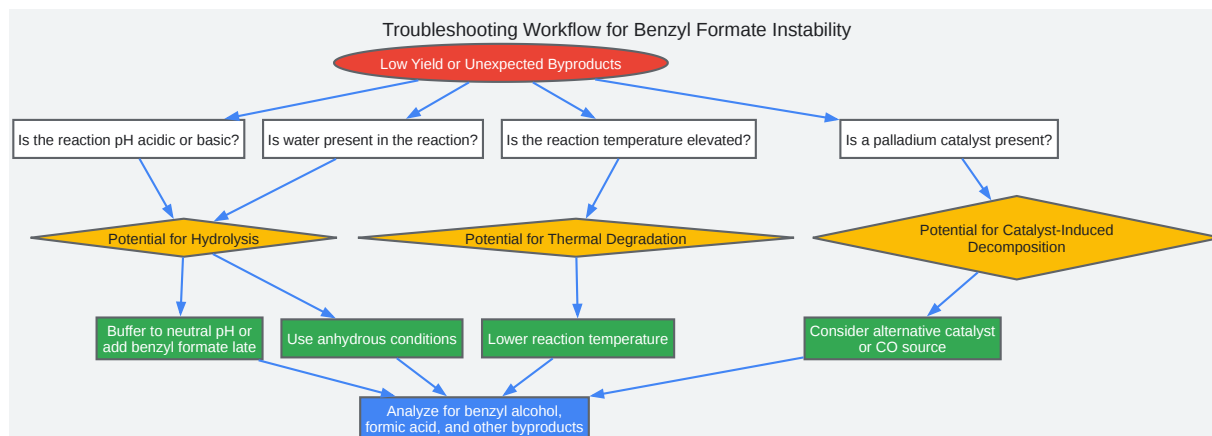 Troubleshooting Workflow for Benzyl Formate Instability
Low Yield or Unexpected Byproducts
Is the reaction pH acidic or basic?
Is water present in the reaction?
Is the reaction temperature elevated?
Is a palladium catalyst present?
Potential for Hydrolysis
Potential for Thermal Degradation
Potential for Catalyst-Induced
Decomposition
Buffer to neutral pH or
add benzyl formate late
Use anhydrous conditions
Lower reaction temperature
Consider alternative catalyst
or CO source
Analyze for benzyl alcohol,
formic acid, and other byproducts